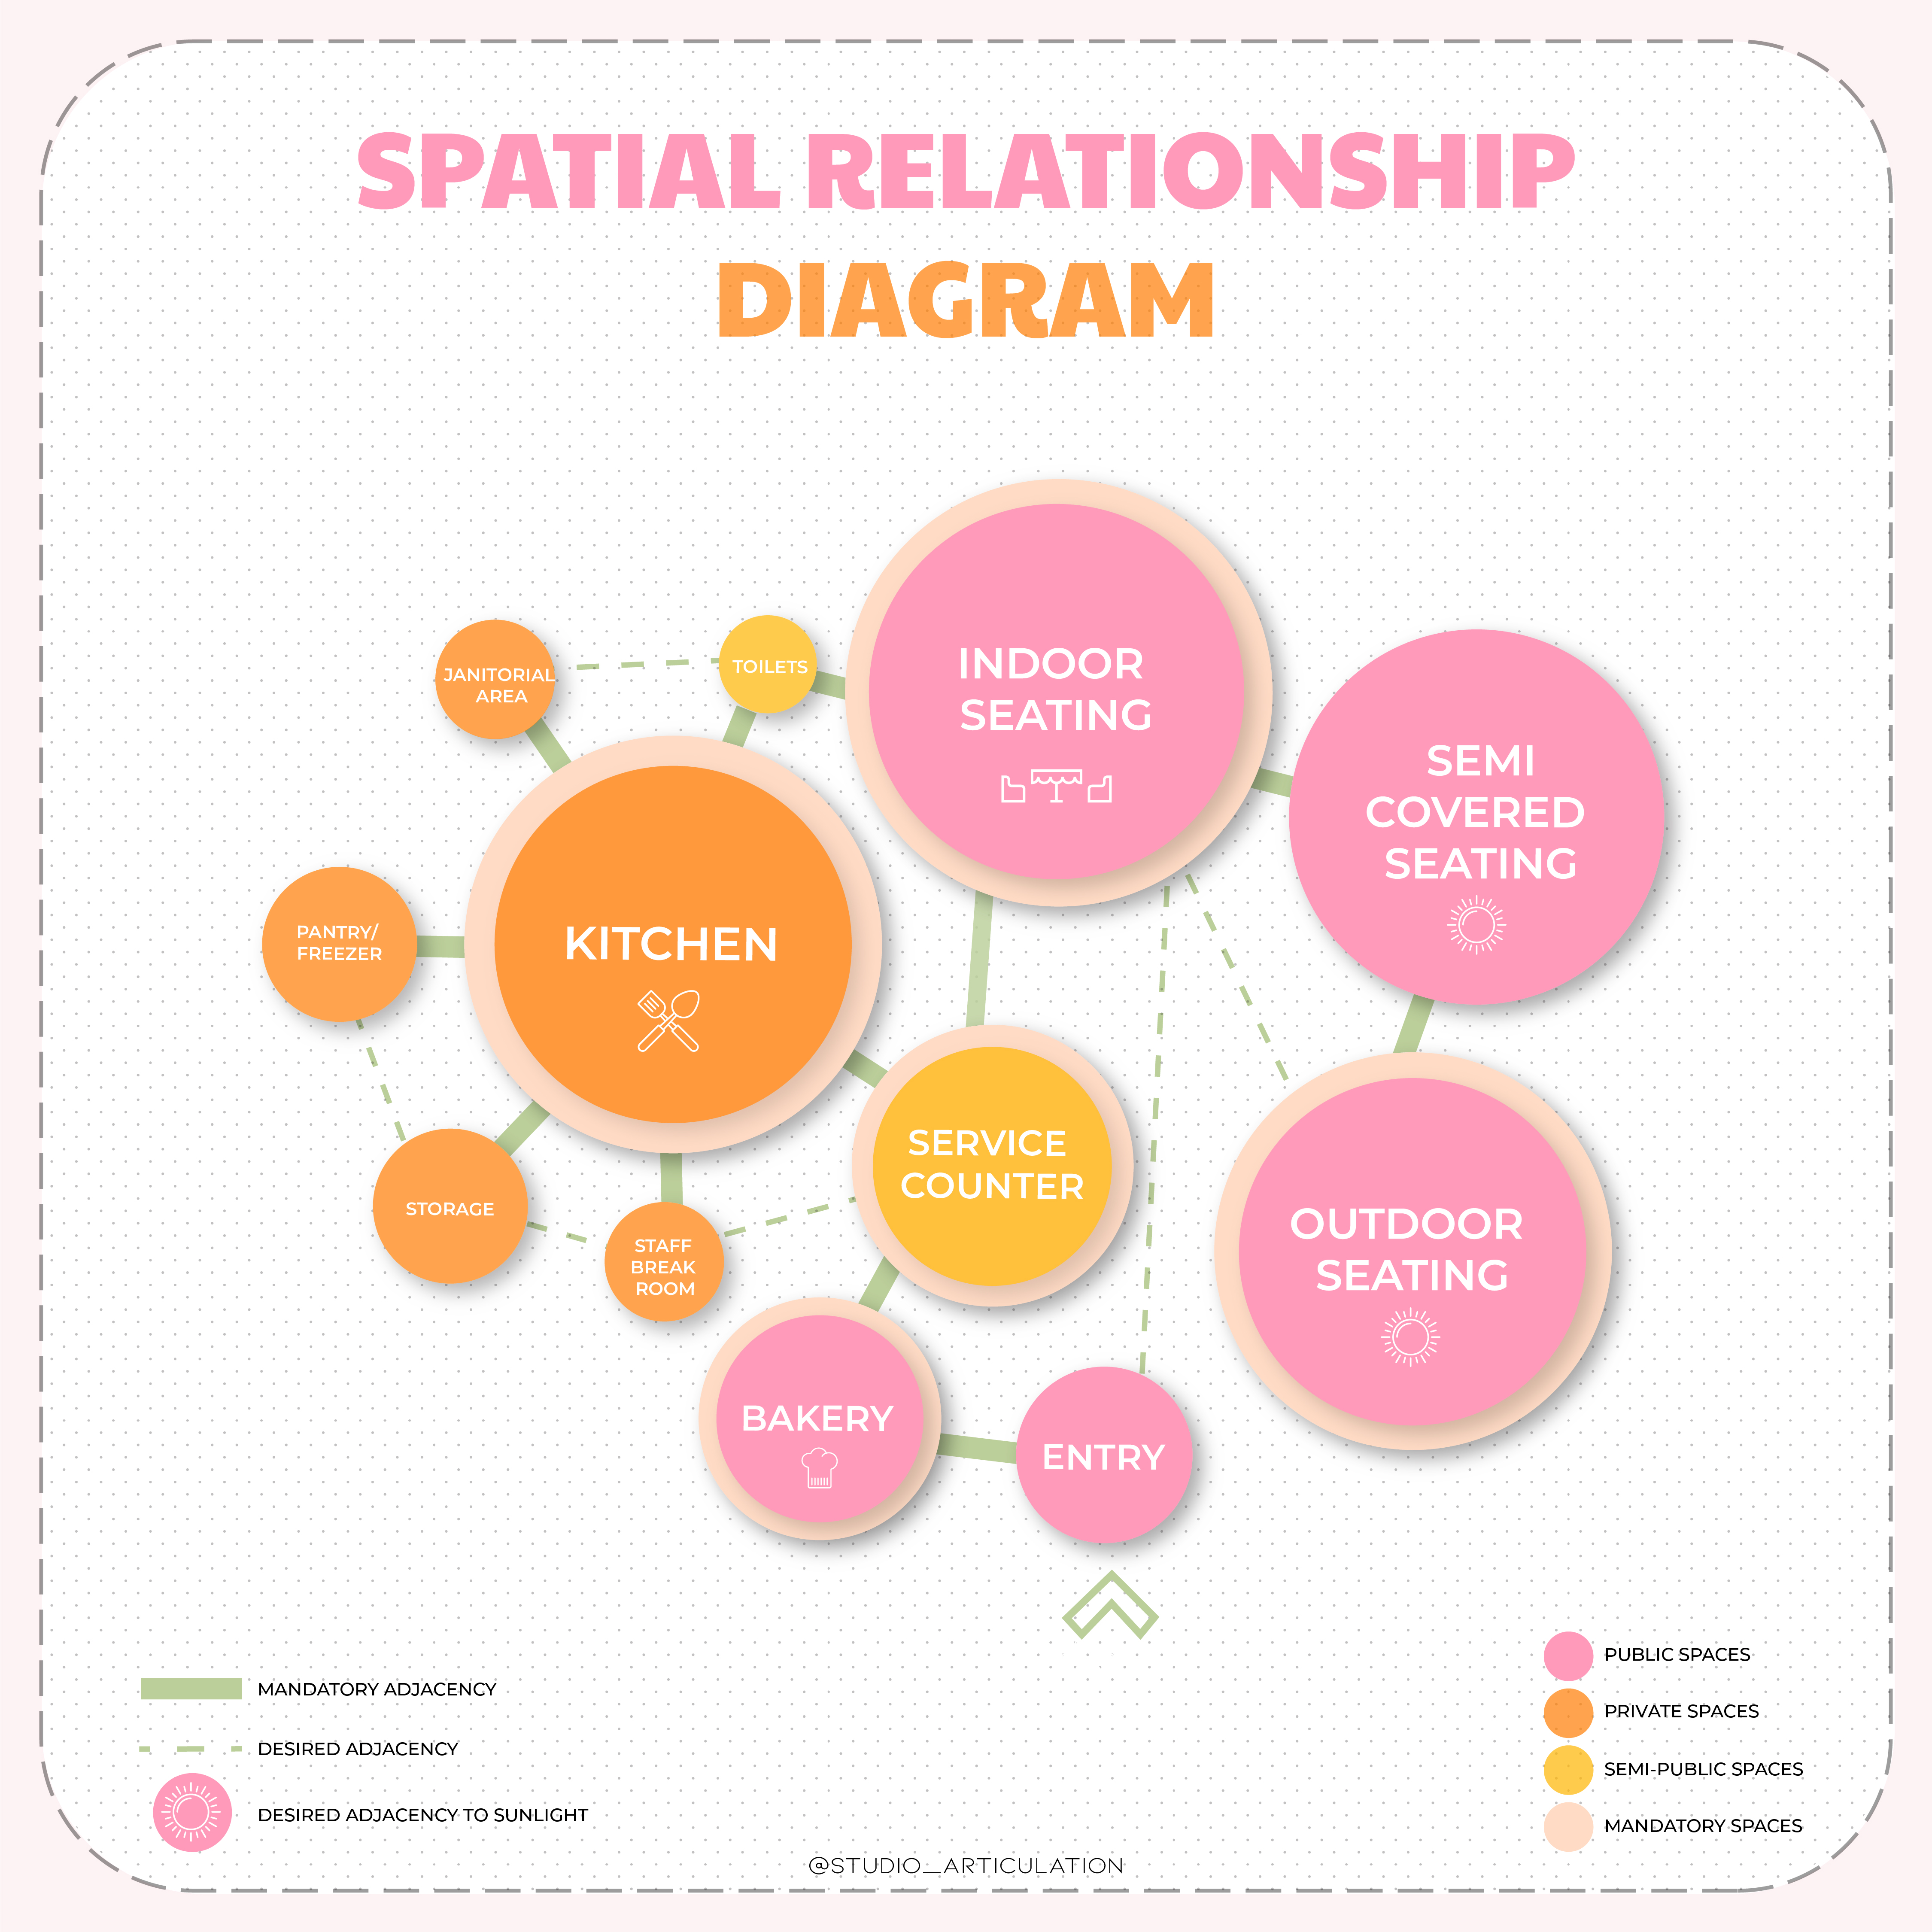 SPATIAL RELATIONSHIP
DIAGRAM
INDOOR
SEATING
JANITORIAL
AREA
TOILETS
SEMI
COVERED
SEATING
PANTRY/
FREEZER
KITCHEN
SERVICE
COUNTER
STORAGE
STAFF
BREAK
ROOM
OUTDOOR
SEATING
BAKERY
ENTRY
MANDATORY ADJACENCY
DESIRED ADJACENCY
DESIRED ADJACENCY TO SUNLIGHT
PUBLIC SPACES
PRIVATE SPACES
SEMI-PUBLIC SPACES
MANDATORY SPACES
@STUDIO_ARTICULATION